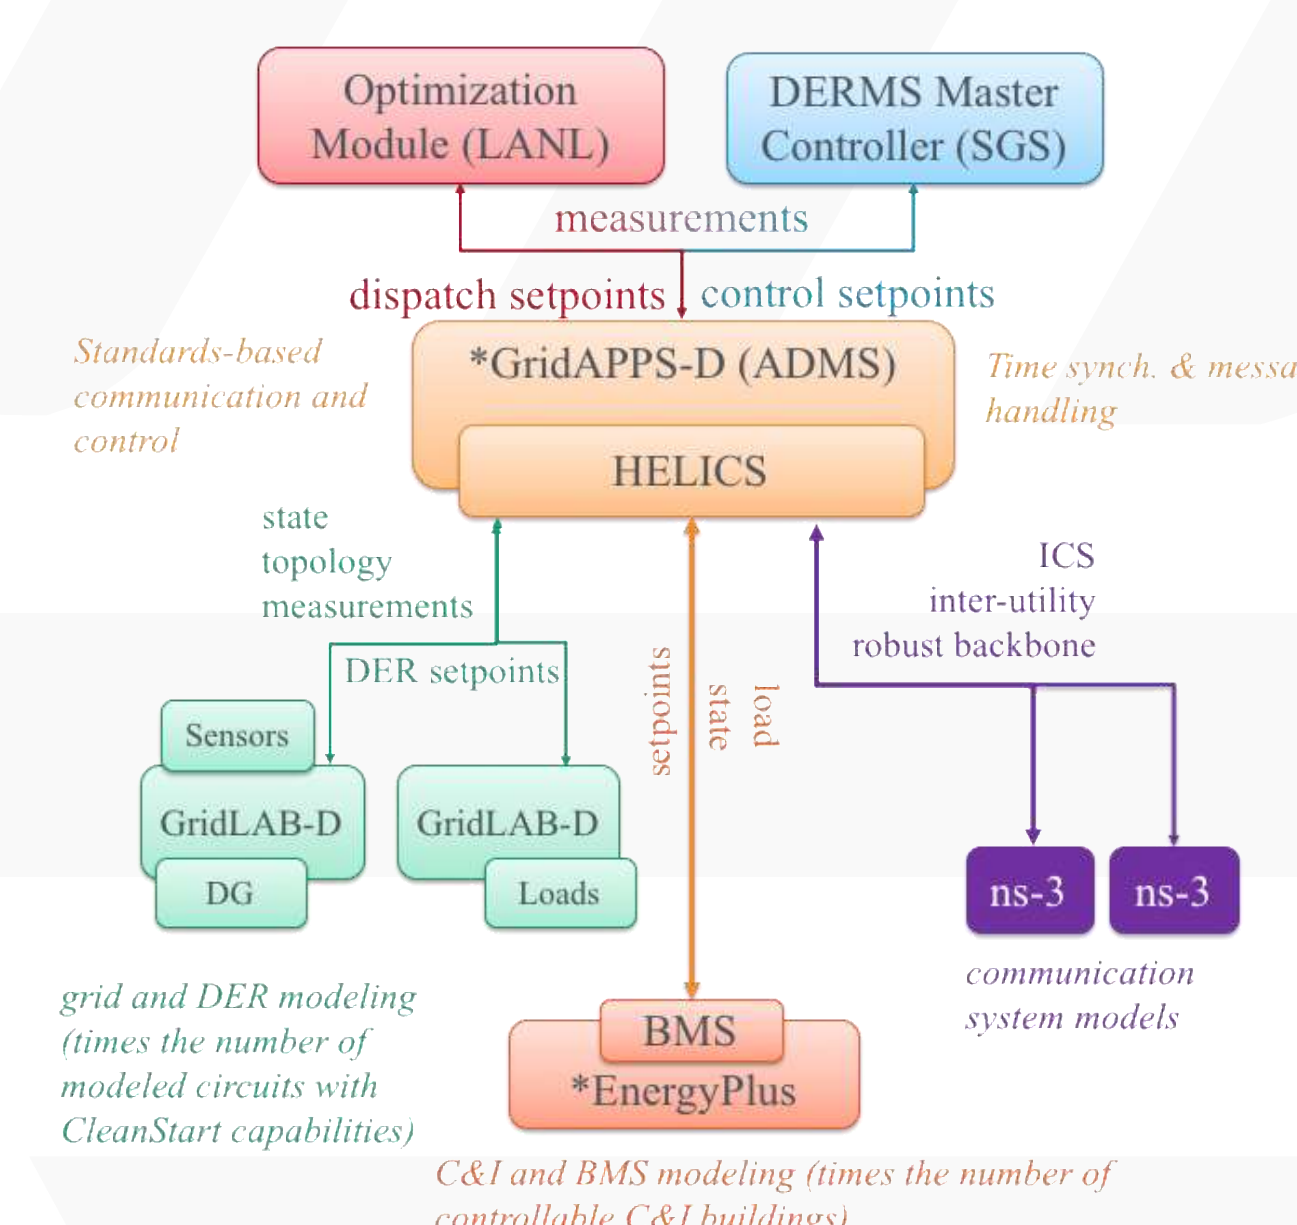 Optimization
Module (LANL)
DERMS Master
Controller (SGS)
measurements
dispatch setpoints
control setpoints
Standards-based
communication and
control
*GridAPPS-D (ADMS)
HELICS
Time synch. & messa
handling
state
topology
measurements
DER setpoints
setpoints
state
load
ICS
inter-utility
robust backbone
Sensors
GridLAB-D
DG
GridLAB-D
Loads
ns-3
ns-3
communication
system models
grid and DER modeling
(times the number of
modeled circuits with
CleanStart capabilities)
BMS
*EnergyPlus
C&I and BMS modeling (times the number of
controllable C&I buildings)